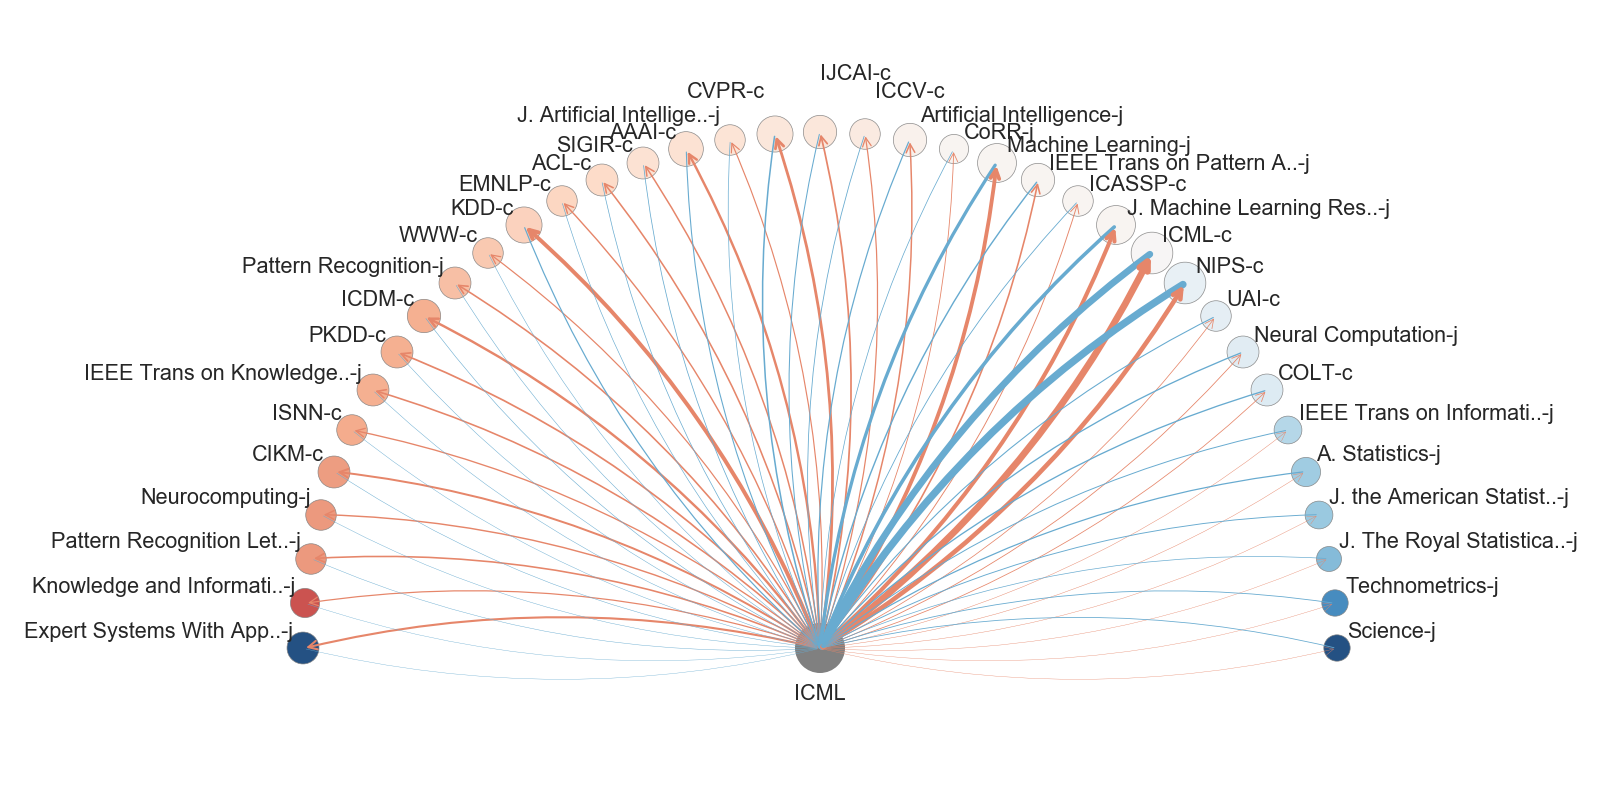 IJCAI-c
CVPR-c
ICCV-c
J. Artificial Intellige..-j
Artificial Intelligence-j
AAAI-c
CoRR-j
SIGIR-c
Machine Learning-j
ACL-c
IEEE Trans on Pattern A..-j
EMNLP-c
ICASSP-c
KDD-c
J. Machine Learning Res..-j
WWW-c
ICML-c
Pattern Recognition-j
NIPS-c
ICDM-c
UAI-c
PKDD-c
Neural Computation-j
IEEE Trans on Knowledge..-j
COLT-c
ISNN-c
IEEE Trans on Informati..-j
CIKM-c
A. Statistics-j
Neurocomputing-j
J. the American Statist..-j
Pattern Recognition Let..-j
J. The Royal Statistica..-j
Knowledge and Informati..-j
Technometrics-j
Expert Systems With App..-j
Science-j
ICML